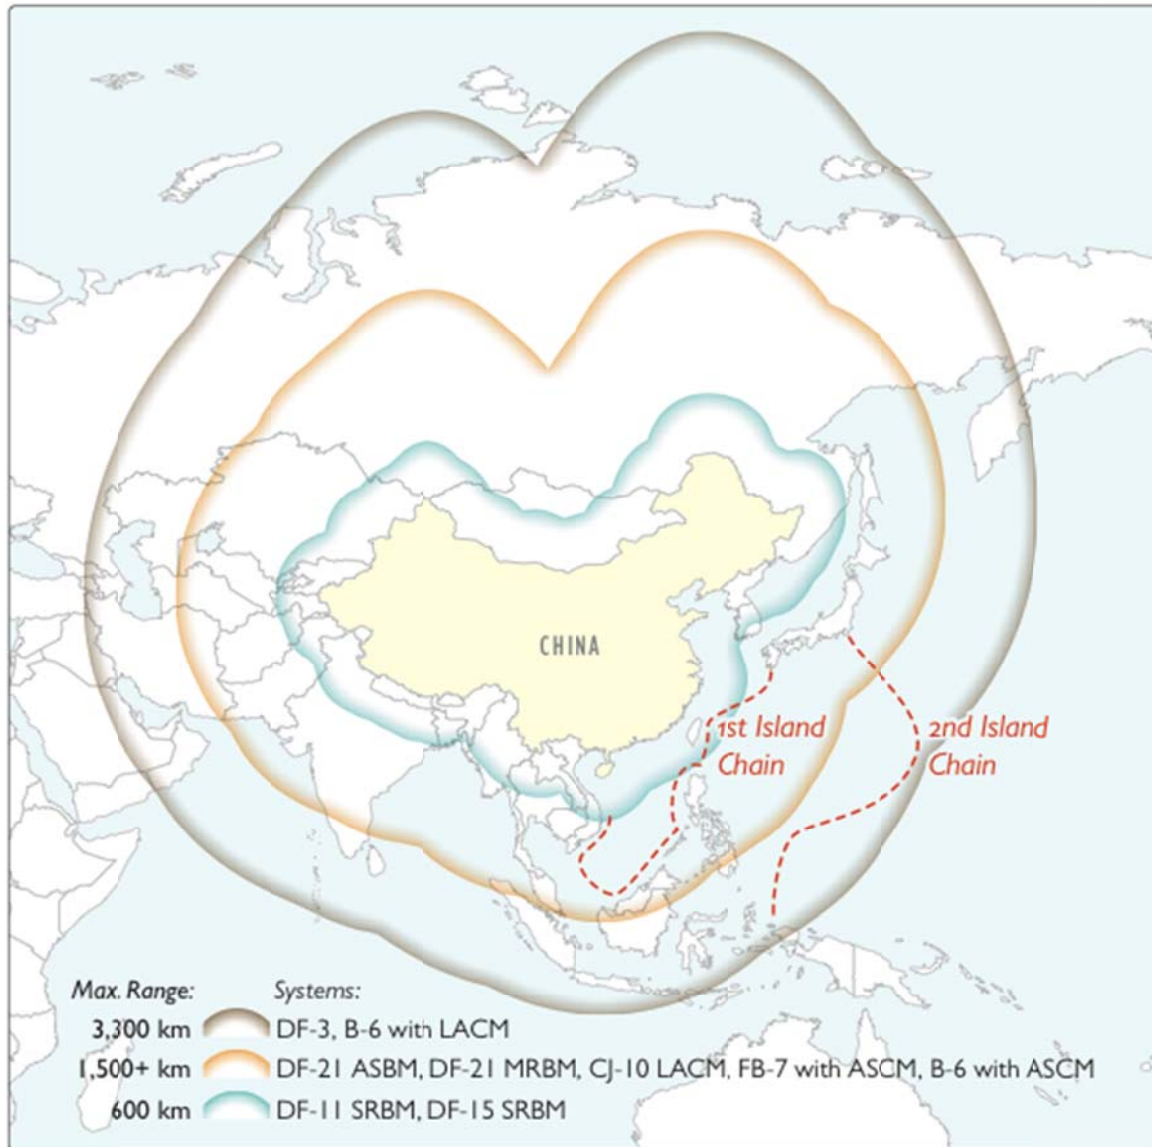 CHINA
1st Island
Chain
2nd Island
Chain
Max. Range: Systems:
3,300 km DF-3, B-6 with LACM
1,500+ km DF-21 ASBM, DF-21 MRBM, CJ-10 LACM, FB-7 with ASCM, B-6 with ASCM
600 km DF-11 SRBM, DF-15 SRBM